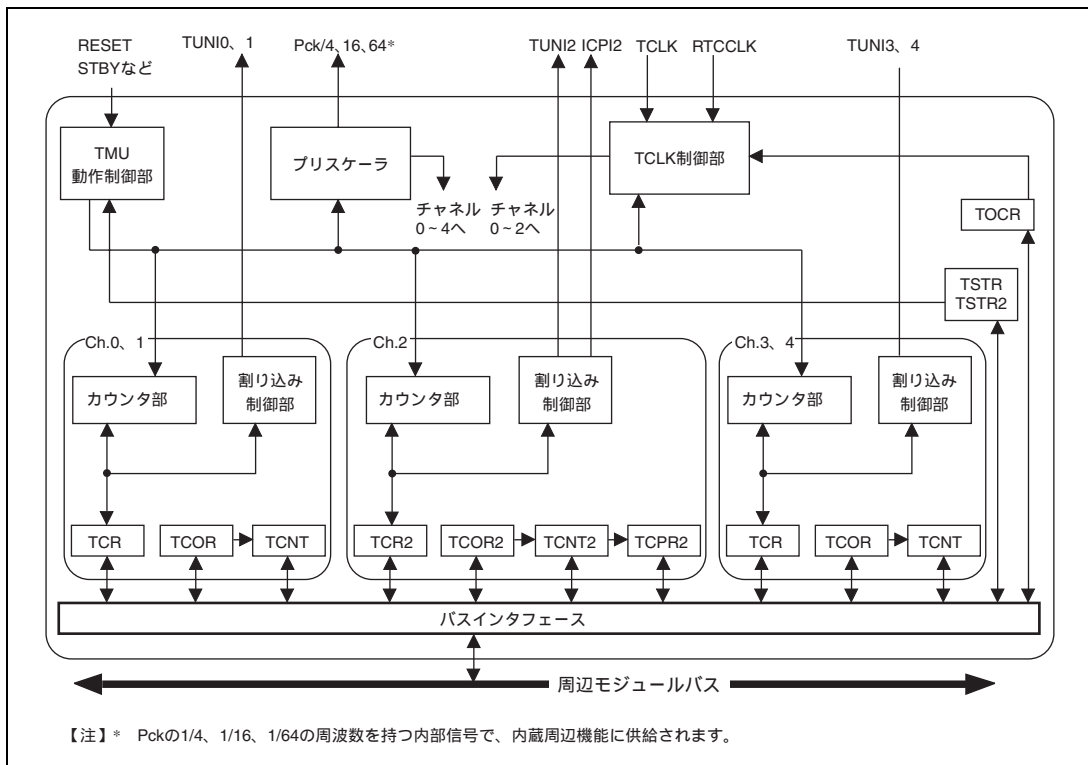 RESET
STBYなど
TUNI0、1
Pck/4、16、64*
TUNI2 ICPI2
TCLK
RTCCLK
TUNI3、4
TMU
動作制御部
プリスケーラ
TCLK制御部
チャネル
0～4へ
チャネル
0～2へ
TOCR
TSTR
TSTR2
Ch.0、1
カウンタ部
割り込み
制御部
TCR
TCOR
TCNT
Ch.2
カウンタ部
割り込み
制御部
TCR2
TCOR2
TCNT2
TCPR2
Ch.3、4
カウンタ部
割り込み
制御部
TCR
TCOR
TCNT
バスインタフェース
周辺モジュールバス
【注】* Pckの1/4、1/16、1/64の周波数を持つ内部信号で、内蔵周辺機能に供給されます。